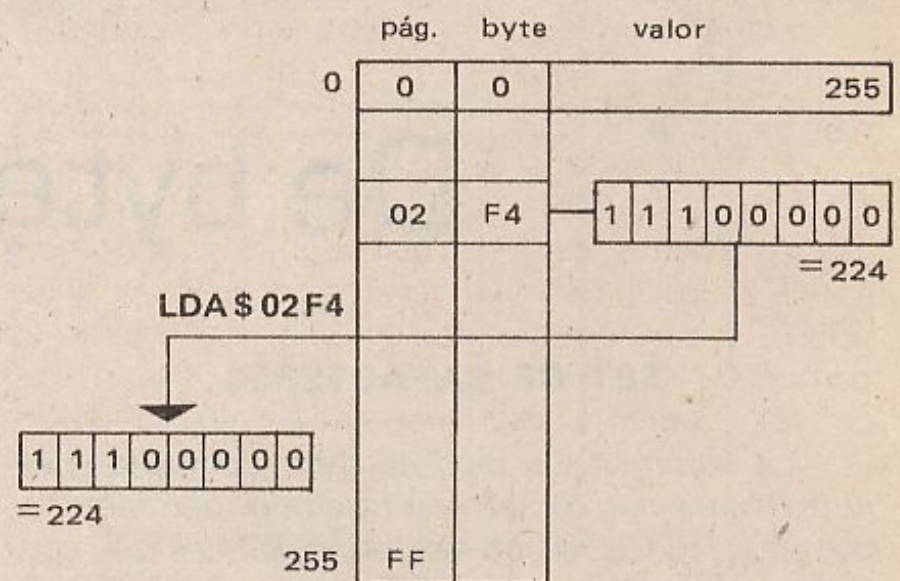 pág. byte valor
0 0 0 255
02 F4 1 1 1 0 0 0 0 0
= 224
LDA $ 02F4
1 1 1 0 0 0 0 0
= 224
255 FF